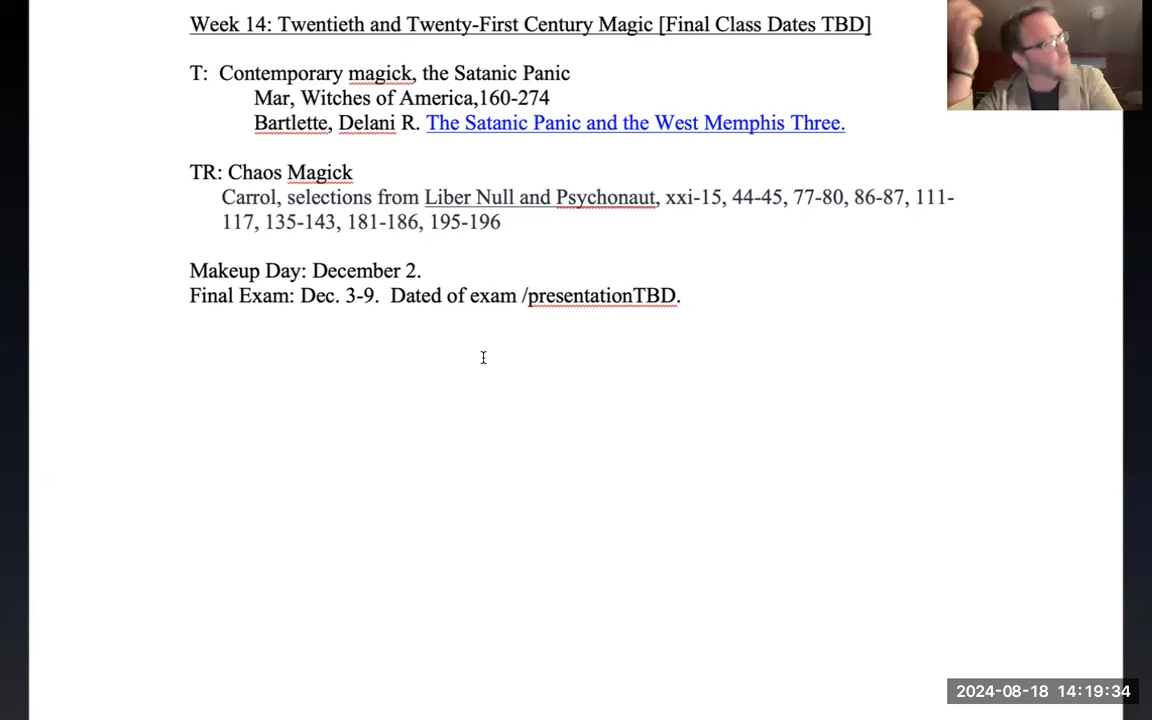 Week 14: Twentieth and Twenty-First Century Magic [Final Class Dates TBD]
T:  Contemporary magick, the Satanic Panic
Mar, Witches of America,160-274
Bartlette, Delani R. The Satanic Panic and the West Memphis Three.
TR: Chaos Magick
Carrol, selections from Liber Null and Psychonaut, xxi-15, 44-45, 77-80, 86-87, 111-
117, 135-143, 181-186, 195-196
Makeup Day: December 2.
Final Exam: Dec. 3-9.  Dated of exam /presentationTBD.
2024-08-18 14:19:34